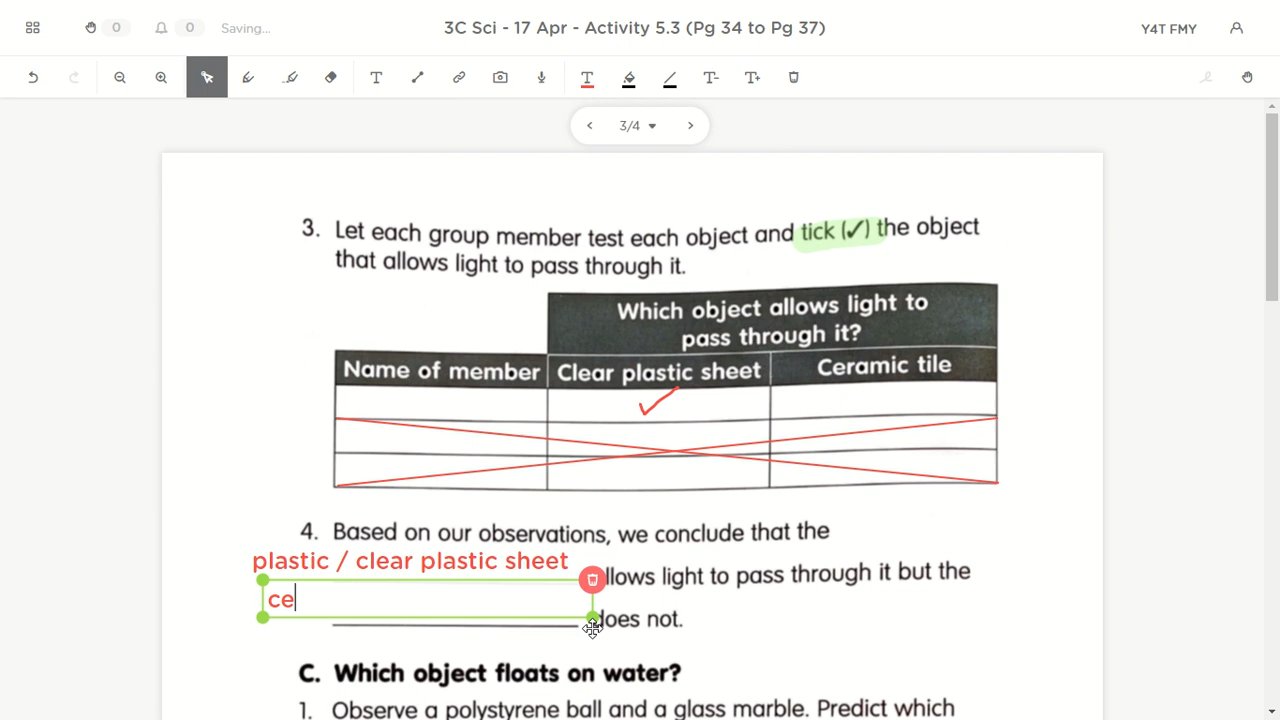 0
0
Saving...
3C Sci - 17 Apr - Activity 5.3 (Pg 34 to Pg 37)
Y4T FMY
T T T- T+
3/4
3. Let each group member test each object and tick (✓) the object
that allows light to pass through it.
Which object allows light to
pass through it?
Name of member Clear plastic sheet Ceramic tile
✓
4. Based on our observations, we conclude that the
plastic / clear plastic sheet
llows light to pass through it but the
ce
does not.
C. Which object floats on water?
1. Observe a polystyrene ball and a glass marble. Predict which